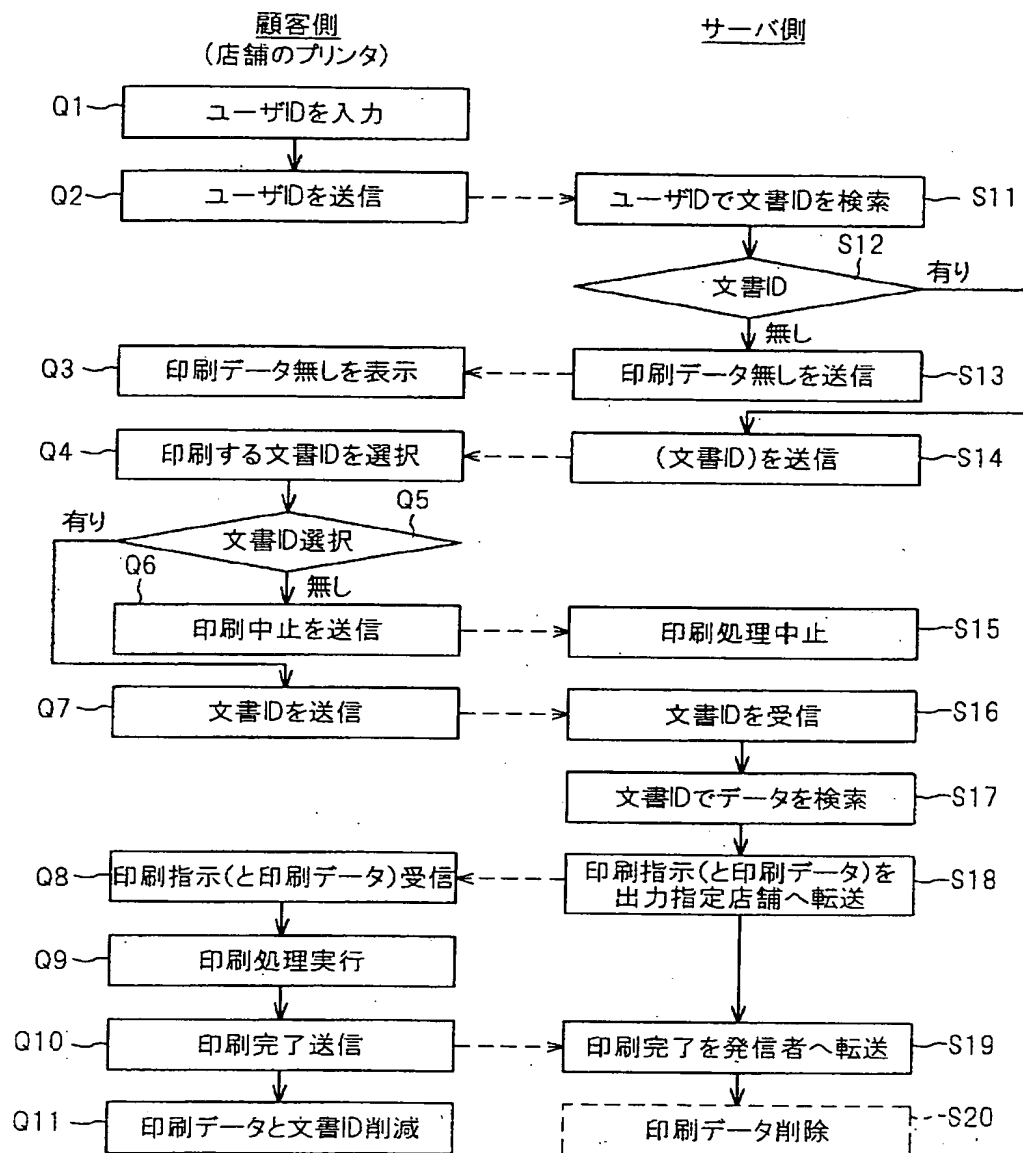 顧客側
サーバ側
(店舗のプリンタ)
Q1
ユーザIDを入力
Q2
ユーザIDを送信
ユーザIDで文書IDを検索
S11
S12
文書ID
有り
無し
Q3
印刷データ無しを表示
印刷データ無しを送信
S13
Q4
印刷する文書IDを選択
(文書ID)を送信
S14
Q5
有り
文書ID選択
Q6
無し
印刷中止を送信
印刷処理中止
S15
Q7
文書IDを送信
文書IDを受信
S16
文書IDでデータを検索
S17
Q8
印刷指示(と印刷データ)受信
印刷指示(と印刷データ)を
出力指定店舗へ転送
S18
Q9
印刷処理実行
Q10
印刷完了送信
印刷完了を発信者へ転送
S19
Q11
印刷データと文書ID削減
印刷データ削除
S20